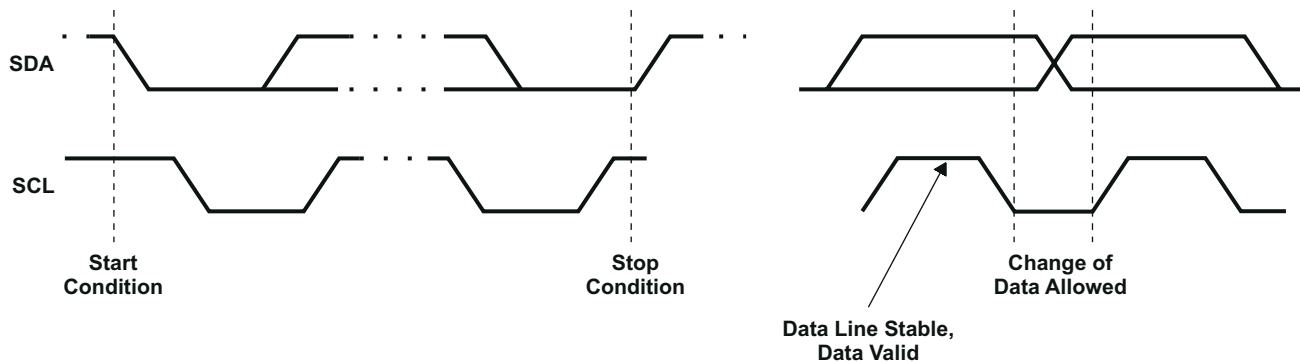 SDA
SCL
Start
Condition
Stop
Condition
Change of
Data Allowed
Data Line Stable,
Data Valid